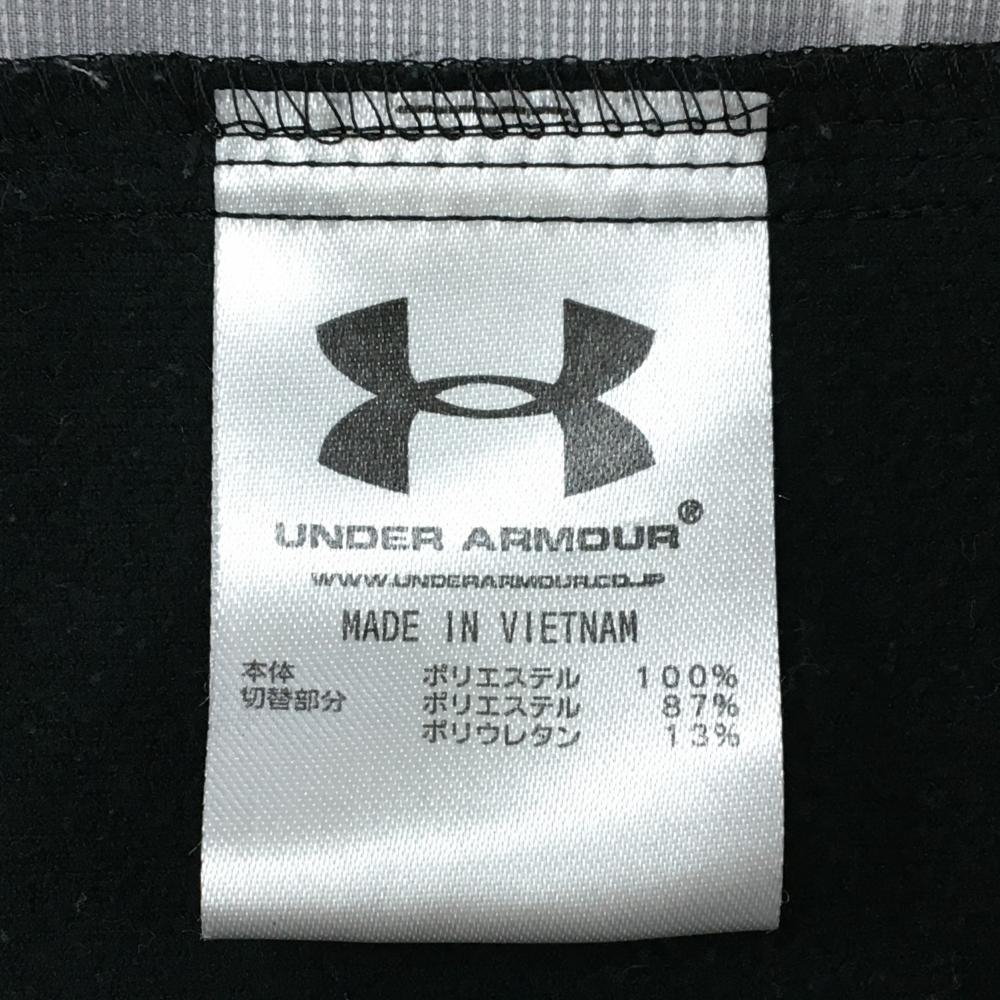 UNDER ARMOUR®
WWW.UNDERARMOUR.CO.JP
MADE IN VIETNAM
本体 ポリエステル 100%
切替部分 ポリエステル 87%
ポリウレタン 13%